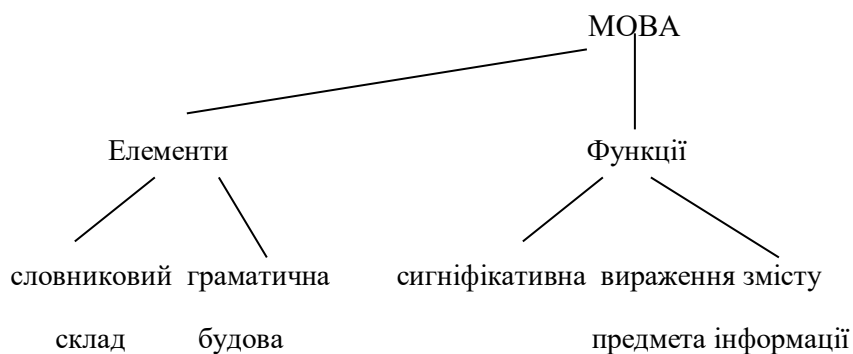 МОВА
Елементи Функції
словниковий граматична сигніфікативна вираження змісту
склад будова предмета інформації